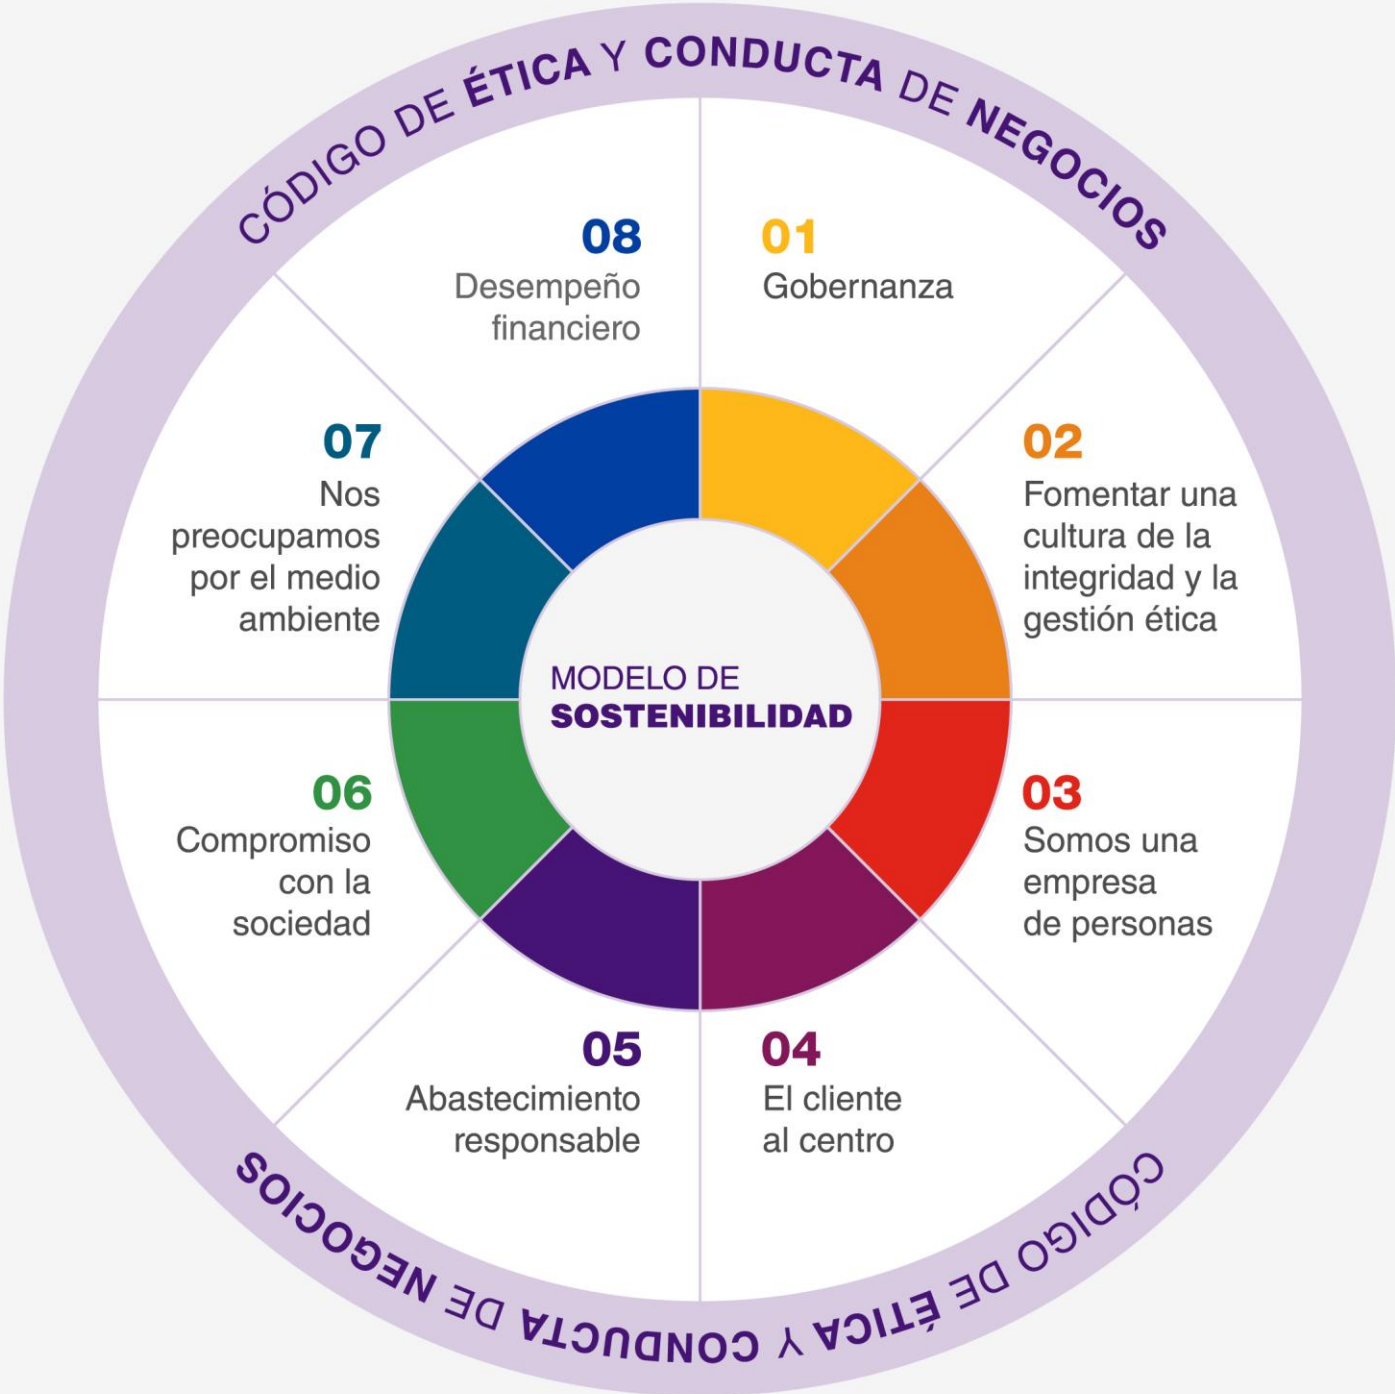 CÓDIGO DE ÉTICA Y CONDUCTA DE NEGOCIOS
01
Gobernanza
02
Fomentar una
cultura de la
integridad y la
gestión ética
03
Somos una
empresa
de personas
04
El cliente
al centro
05
Abastecimiento
responsable
06
Compromiso
con la
sociedad
07
Nos
preocupamos
por el medio
ambiente
08
Desempeño
financiero
MODELO DE
SOSTENIBILIDAD
CÓDIGO DE ÉTICA Y CONDUCTA DE NEGOCIOS